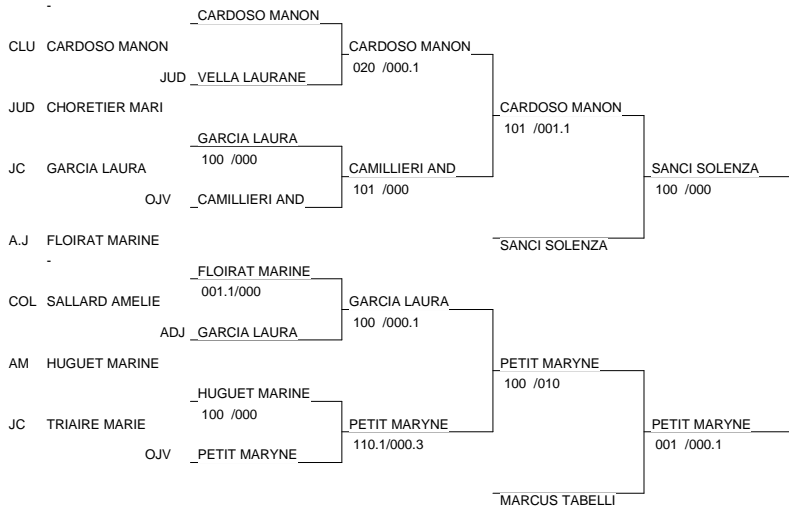 -
CARDOSO MANON
CLU CARDOSO MANON
CARDOSO MANON
020 /000.1
JUD VELLA LAURANE
JUD CHORETIER MARI
CARDOSO MANON
101 /001.1
GARCIA LAURA
100 /000
JC GARCIA LAURA
CAMILLIERI AND
101 /000
SANCI SOLENZA
100 /000
OJV CAMILLIERI AND
A.J FLOIRAT MARINE
SANCI SOLENZA
-
FLOIRAT MARINE
001.1/000
COL SALLARD AMELIE
GARCIA LAURA
100 /000.1
ADJ GARCIA LAURA
AM HUGUET MARINE
PETIT MARYNE
100 /010
HUGUET MARINE
100 /000
JC TRIAIRE MARIE
PETIT MARYNE
110.1/000.3
PETIT MARYNE
001 /000.1
OJV PETIT MARYNE
MARCUS TABELLI